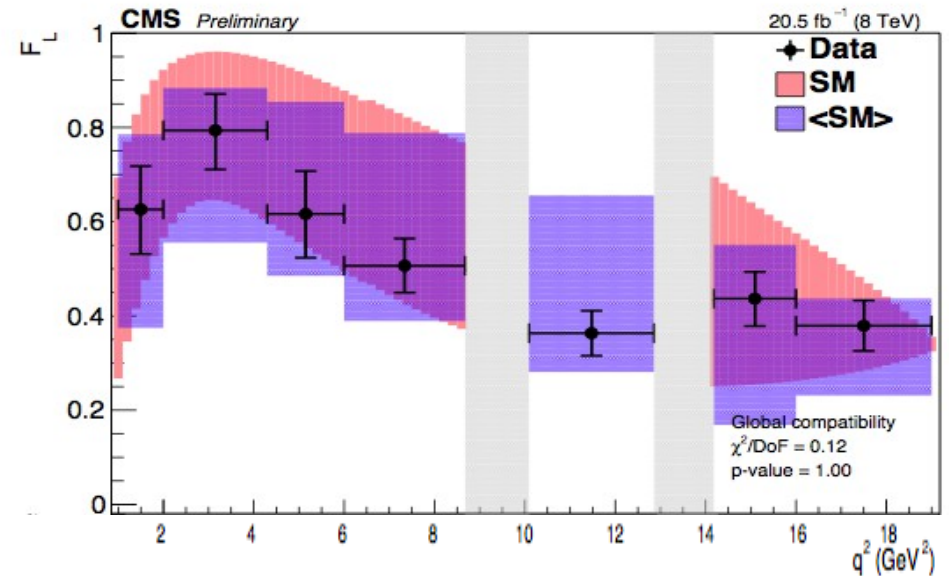 CMS Preliminary 20.5 fb⁻¹ (8 TeV)
F_L
Data
SM
<SM>
1
0.8
0.6
0.4
0.2
0
Global compatibility
χ²/DoF = 0.12
p-value = 1.00
2 4 6 8 10 12 14 16 18
q² (GeV²)